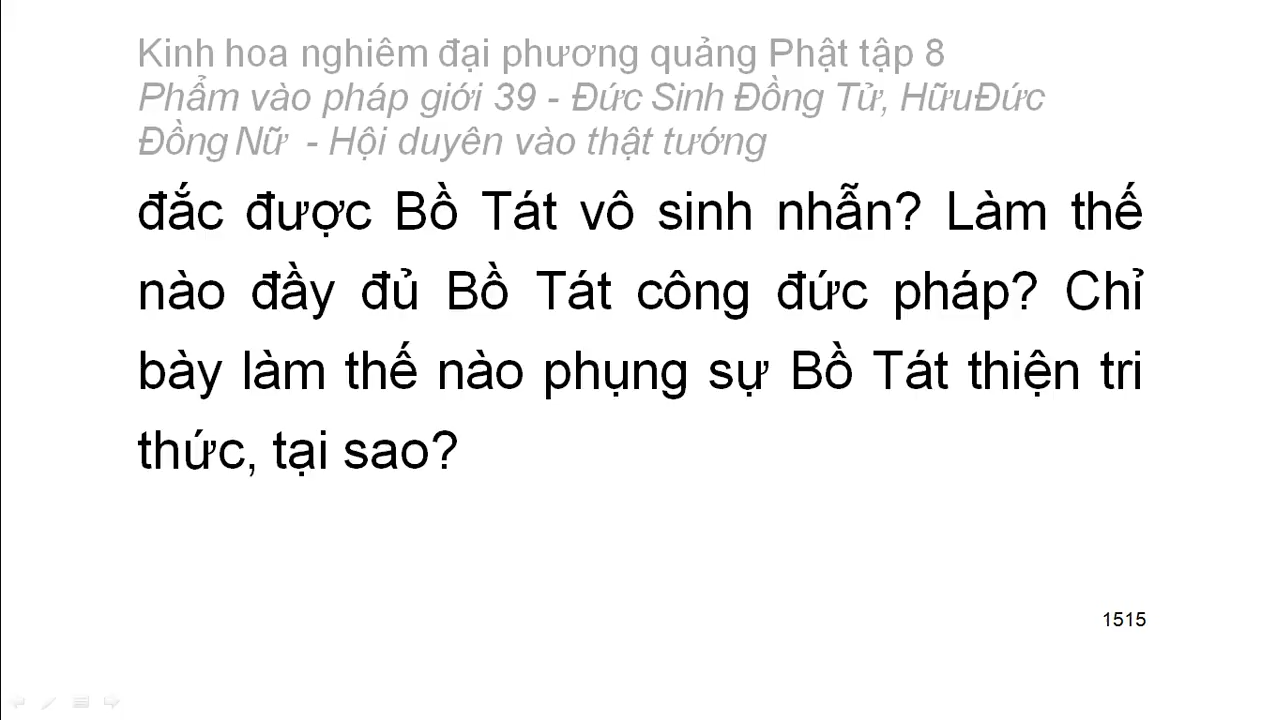 Kinh hoa nghiêm đại phương quảng Phật tập 8
Phẩm vào pháp giới 39 - Đức Sinh Đồng Tử, HữuĐức
Đồng Nữ - Hội duyên vào thật tướng
đắc được Bồ Tát vô sinh nhẫn? Làm thế
nào đầy đủ Bồ Tát công đức pháp? Chỉ
bày làm thế nào phụng sự Bồ Tát thiện tri
thức, tại sao?
1515